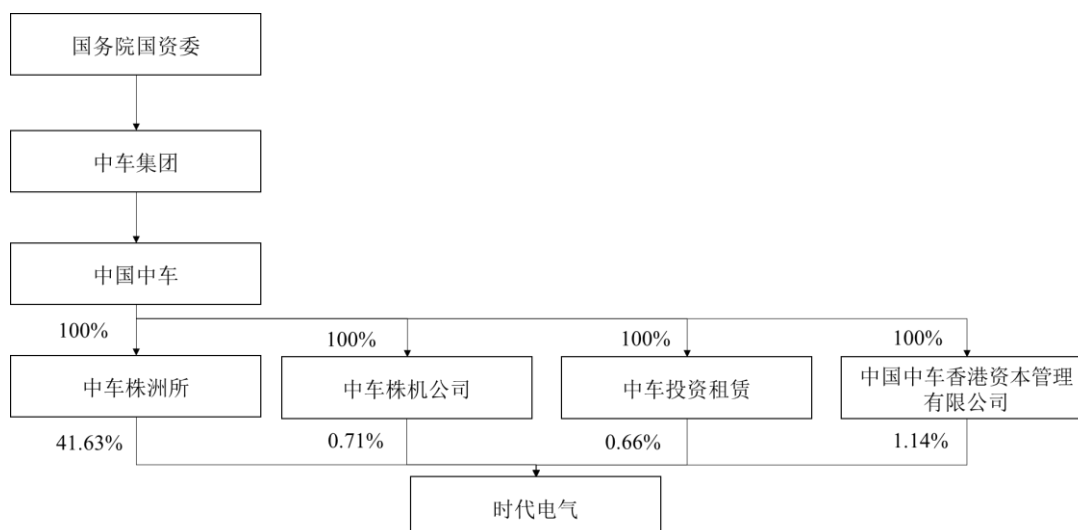 国务院国资委
中车集团
中国中车
100%
100%
100%
100%
中车株洲所
中车株机公司
中车投资租赁
中国中车香港资本管理
有限公司
41.63%
0.71%
0.66%
1.14%
时代电气